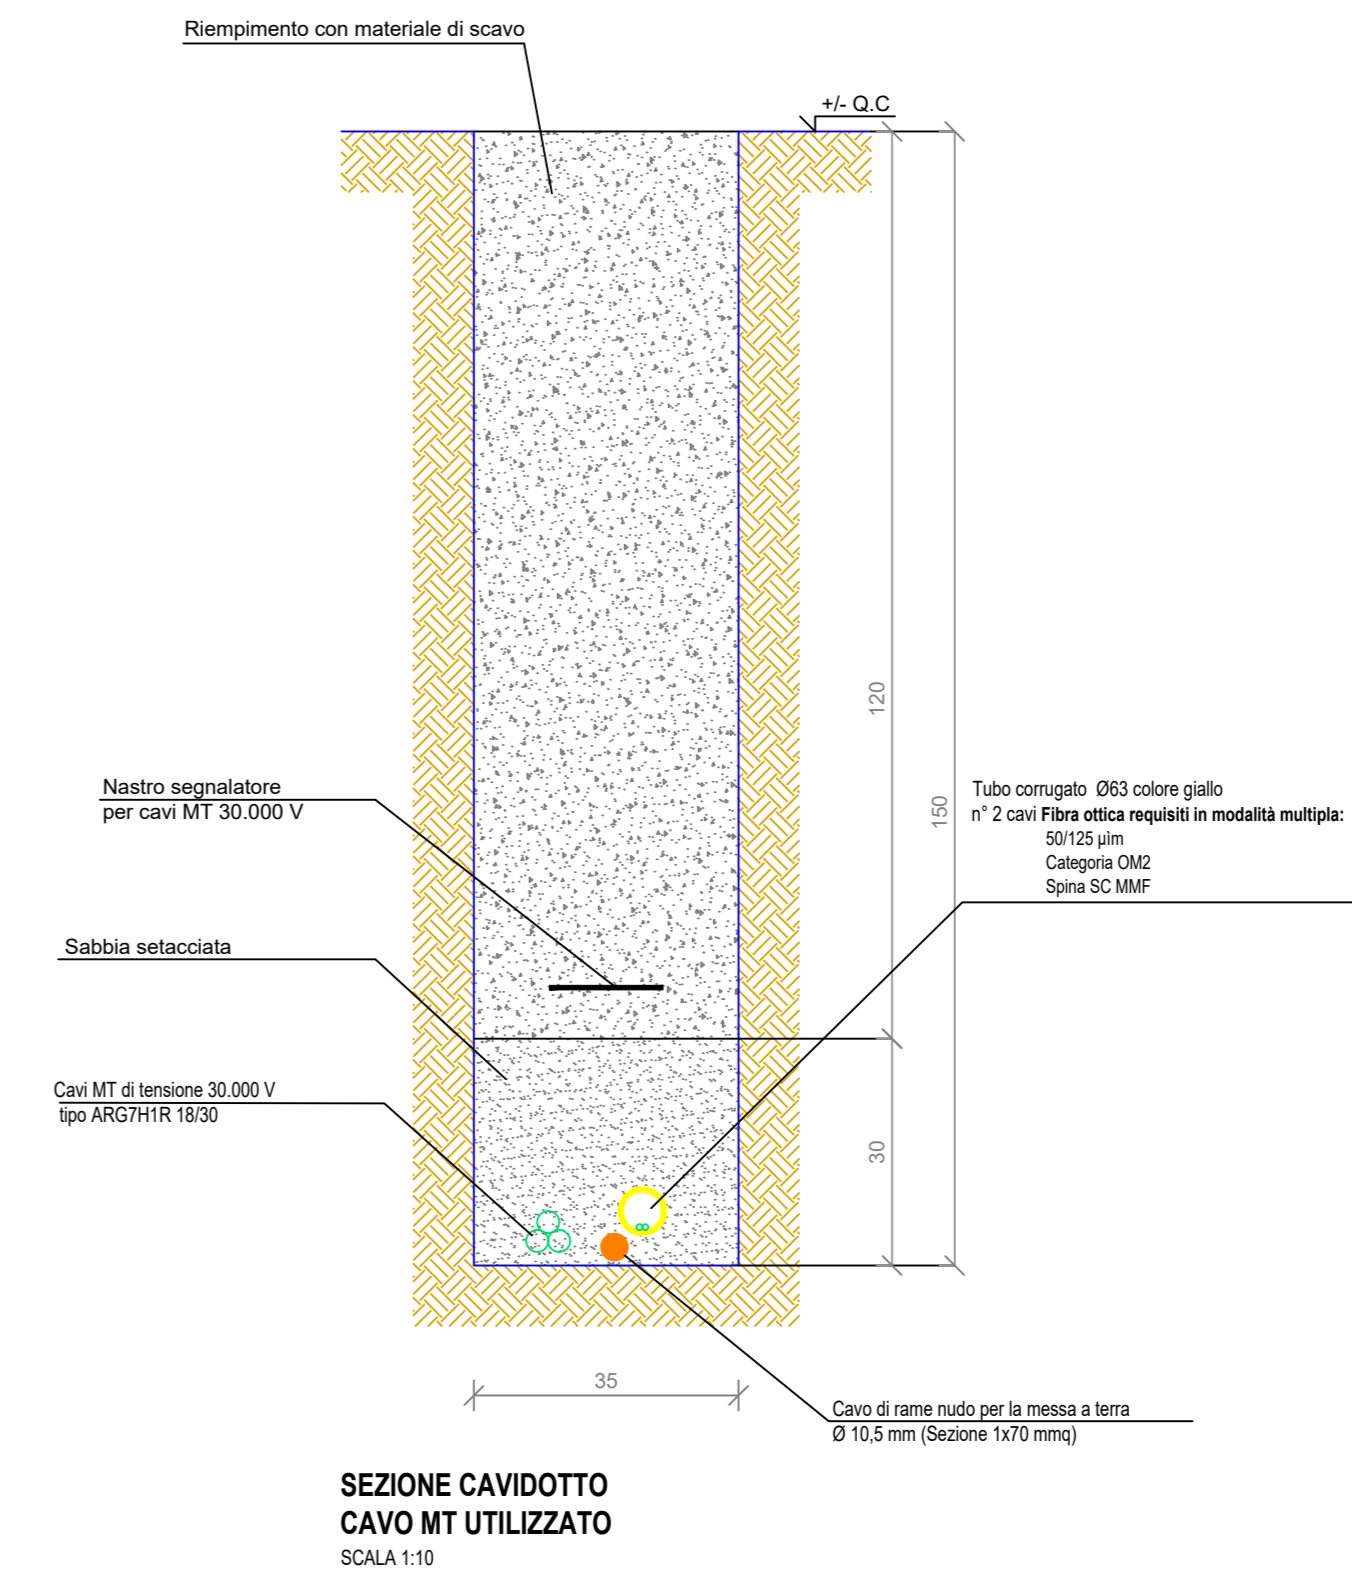 Riempimento con materiale di scavo
+/- Q.C
120
150
Nastro segnalatore
per cavi MT 30.000 V
Tubo corrugato Ø63 colore giallo
n° 2 cavi Fibra ottica requisiti in modalità multipla:
50/125 µìm
Categoria OM2
Spina SC MMF
Sabbia setacciata
Cavi MT di tensione 30.000 V
tipo ARG7H1R 18/30
30
35
Cavo di rame nudo per la messa a terra
Ø 10,5 mm (Sezione 1x70 mmq)
SEZIONE CAVIDOTTO
CAVO MT UTILIZZATO
SCALA 1:10